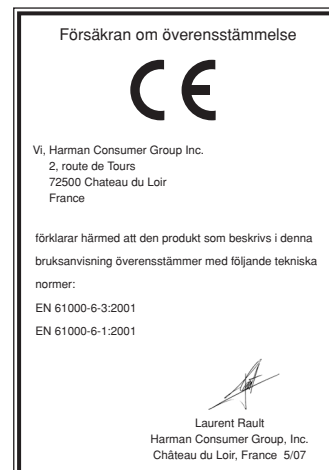 Försäkran om överensstämmelse
CE
Vi, Harman Consumer Group Inc.
2, route de Tours
72500 Chateau du Loir
France
förklarar härmed att den produkt som beskrivs i denna
bruksanvisning överensstämmer med följande tekniska
normer:
EN 61000-6-3:2001
EN 61000-6-1:2001
Laurent Rault
Harman Consumer Group, Inc.
Château du Loir, France 5/07